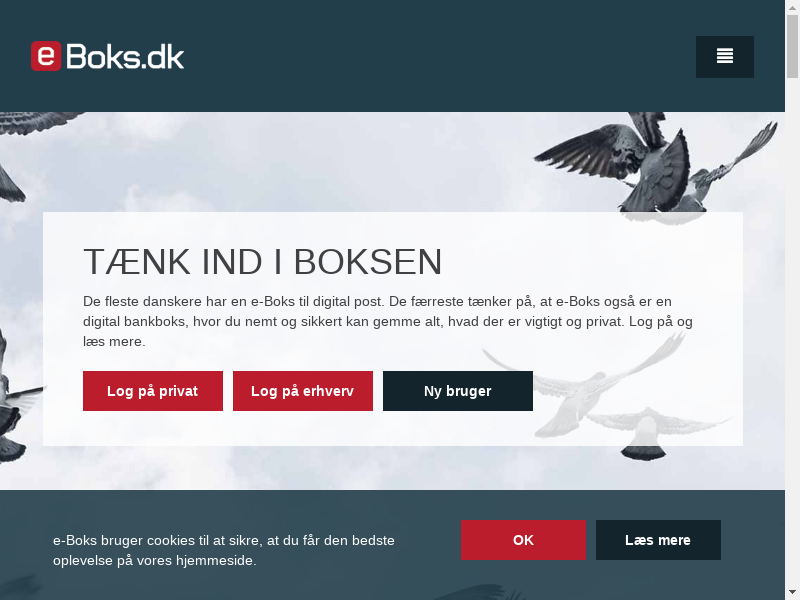 e Boks.dk
TÆNK IND I BOKSEN
De fleste danskere har en e-Boks til digital post. De færreste tænker på, at e-Boks også er en
digital bankboks, hvor du nemt og sikkert kan gemme alt, hvad der er vigtigt og privat. Log på og
læs mere.
Log på privat
Log på erhverv
Ny bruger
e-Boks bruger cookies til at sikre, at du får den bedste
oplevelse på vores hjemmeside.
OK
Læs mere